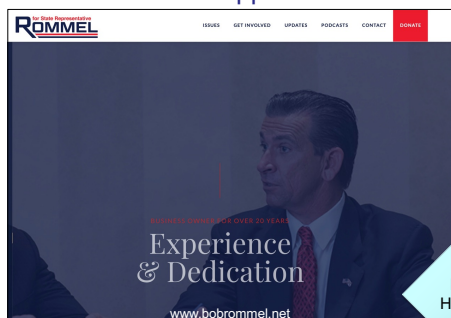 for State Representative
ROMMEL
ISSUES GET INVOLVED UPDATES PODCASTS CONTACT DONATE
BUSINESS OWNER FOR OVER 20 YEARS
Experience
& Dedication
H
www.bobrommel.net